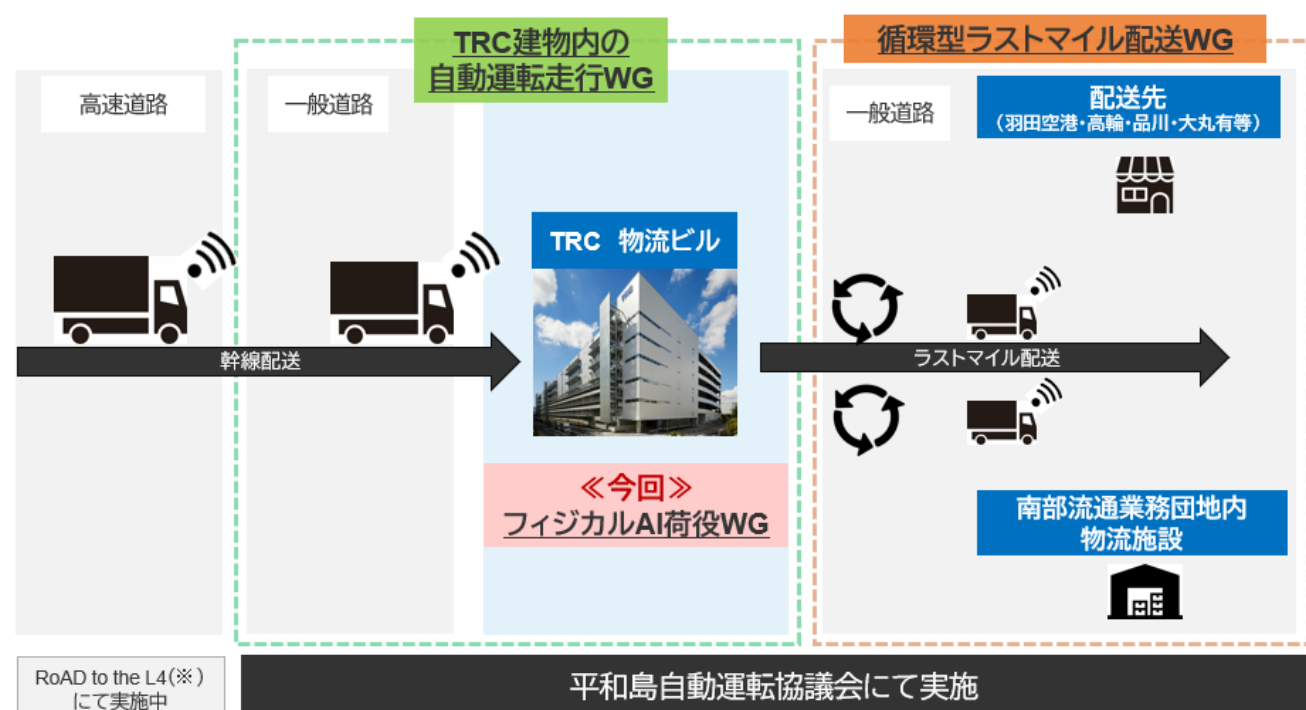 TRC建物内の
自動運転走行WG
循環型ラストマイル配送WG
高速道路
一般道路
一般道路
配送先
（羽田空港・高輪・品川・大丸有等）
TRC 物流ビル
幹線配送
ラストマイル配送
≪今回≫
フィジカルAI荷役WG
南部流通業務団地内
物流施設
RoAD to the L4(※)
にて実施中
平和島自動運転協議会にて実施